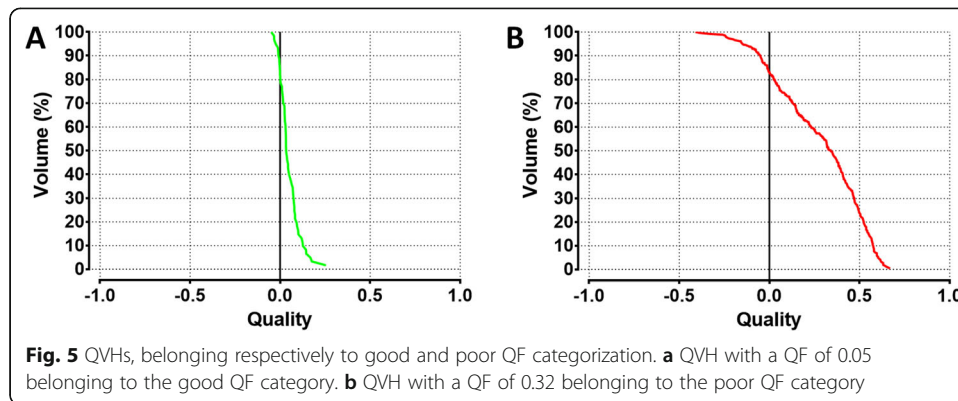 A
B
100
90
80
70
60
50
40
30
20
10
0
Volume (%)
-1.0 -0.5 0.0 0.5 1.0
Quality
100
90
80
70
60
50
40
30
20
10
0
Volume (%)
-1.0 -0.5 0.0 0.5 1.0
Quality
Fig. 5 QVHs, belonging respectively to good and poor QF categorization. a QVH with a QF of 0.05
belonging to the good QF category. b QVH with a QF of 0.32 belonging to the poor QF category